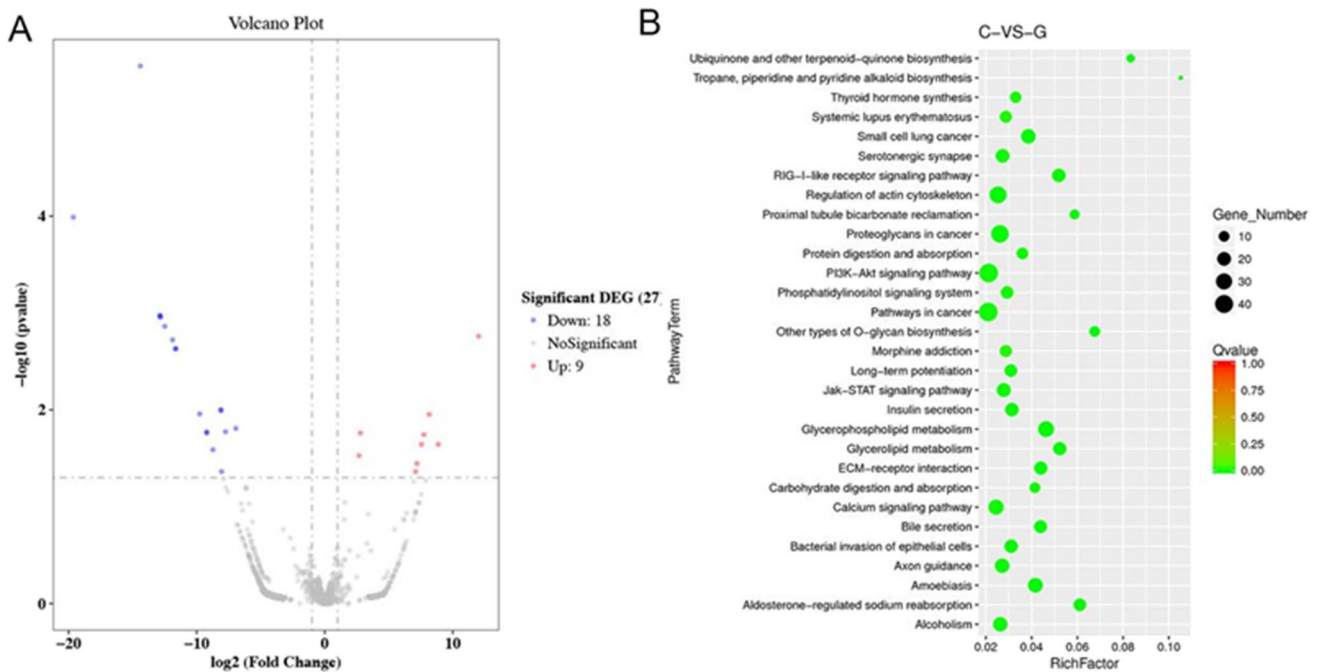 A
Volcano Plot
−log10 (pvalue)
4
2
0
−20
−10
0
10
log2 (Fold Change)
Significant DEG (27
Down: 18
NoSignificant
Up: 9
B
C−VS−G
PathwayTerm
Ubiquinone and other terpenoid−quinone biosynthesis
Tropane, piperidine and pyridine alkaloid biosynthesis
Thyroid hormone synthesis
Systemic lupus erythematosus
Small cell lung cancer
Serotonergic synapse
RIG−I−like receptor signaling pathway
Regulation of actin cytoskeleton
Proximal tubule bicarbonate reclamation
Proteoglycans in cancer
Protein digestion and absorption
PI3K−Akt signaling pathway
Phosphatidylinositol signaling system
Pathways in cancer
Other types of O−glycan biosynthesis
Morphine addiction
Long−term potentiation
Jak−STAT signaling pathway
Insulin secretion
Glycerophospholipid metabolism
Glycerolipid metabolism
ECM−receptor interaction
Carbohydrate digestion and absorption
Calcium signaling pathway
Bile secretion
Bacterial invasion of epithelial cells
Axon guidance
Amoebiasis
Aldosterone−regulated sodium reabsorption
Alcoholism
0.02
0.04
0.06
0.08
0.10
RichFactor
Gene_Number
10
20
30
40
Qvalue
1.00
0.75
0.50
0.25
0.00